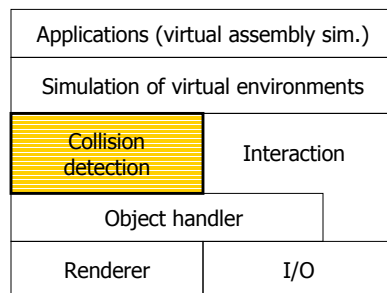 Applications (virtual assembly sim.)
Simulation of virtual environments
Collision
detection
Interaction
Object handler
Renderer
I/O